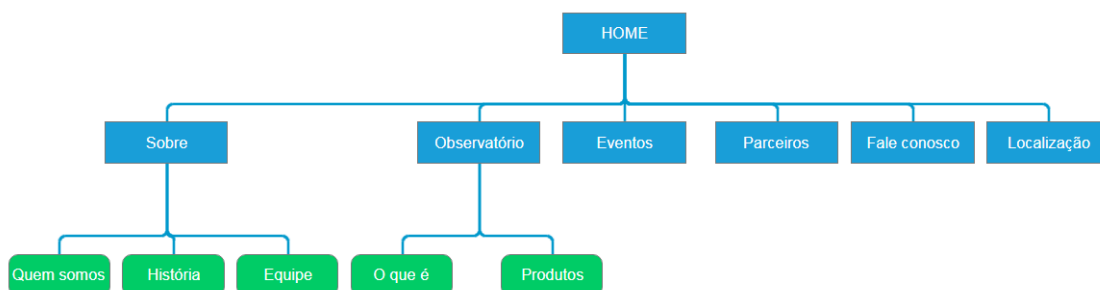 HOME
Sobre
Observatório
Eventos
Parceiros
Fale conosco
Localização
Quem somos
História
Equipe
O que é
Produtos